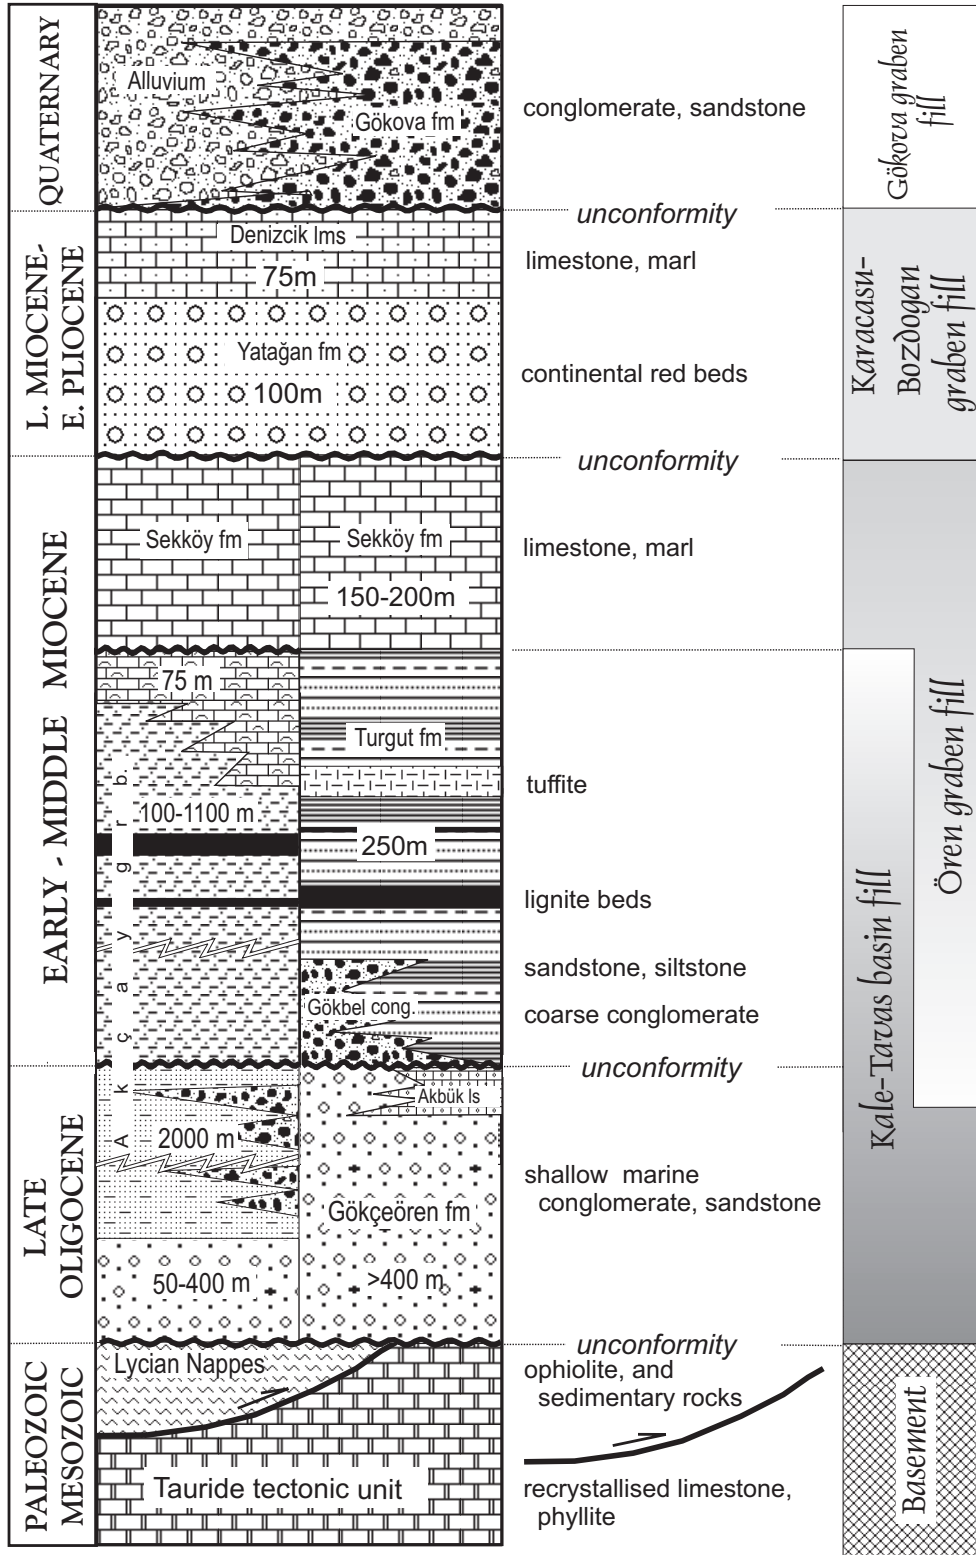 QUATERNARY
Alluvium
Gökova fm
conglomerate, sandstone
Gökova graben
fill
unconformity
L. MIOCENE-
E. PLIOCENE
Denizcik lms
75m
limestone, marl
Yatağan fm
100m
continental red beds
Karacasu-
Bozdogan
graben fill
unconformity
EARLY - MIDDLE MIOCENE
Sekköy fm
Sekköy fm
150-200m
limestone, marl
75 m
Turgut fm
100-1100 m
250m
Akçay grb.
tuffite
lignite beds
sandstone, siltstone
Gökbel cong.
coarse conglomerate
Ören graben fill
Kale-Tavas basin fill
unconformity
LATE
OLIGOCENE
Akbük ls
2000 m
Gökçeören fm
50-400 m
>400 m
shallow marine
conglomerate, sandstone
unconformity
PALEOZOIC
MESOZOIC
Lycian Nappes
ophiolite, and
sedimentary rocks
Tauride tectonic unit
recrystallised limestone,
phyllite
Basement